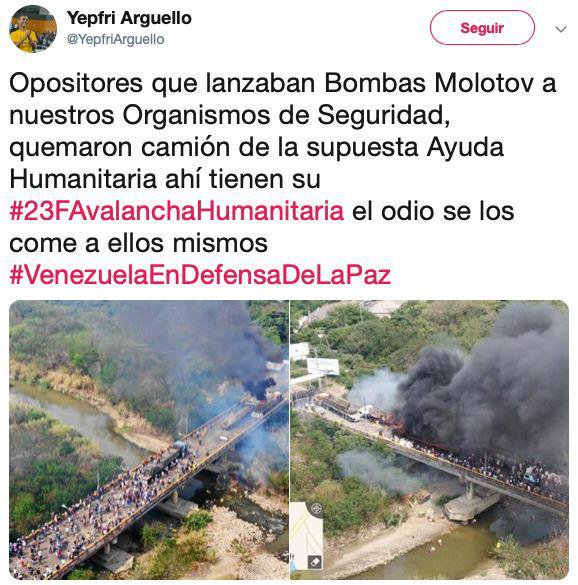 Yepfri Arguello
@YepfriArguello
Seguir
Opositores que lanzaban Bombas Molotov a
nuestros Organismos de Seguridad,
quemaron camión de la supuesta Ayuda
Humanitaria ahí tienen su
#23FAvalanchaHumanitaria el odio se los
come a ellos mismos
#VenezuelaEnDefensaDeLaPaz